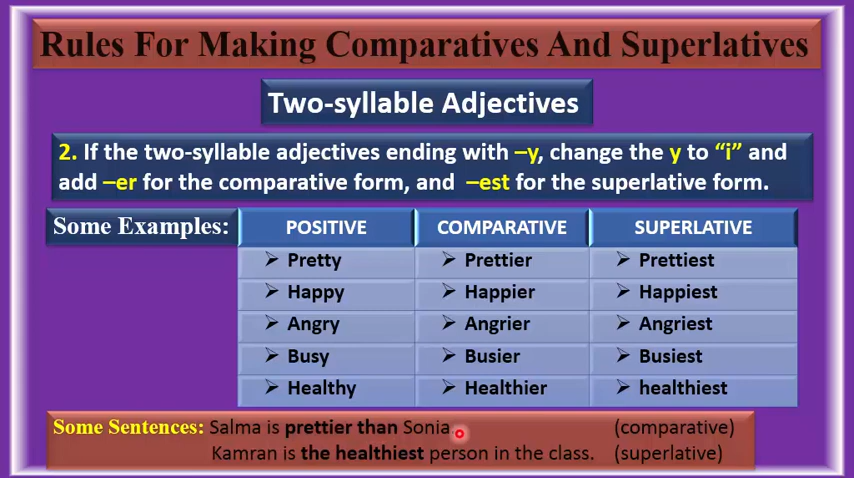 Rules For Making Comparatives And Superlatives
Two-syllable Adjectives
2. If the two-syllable adjectives ending with –y, change the y to “i” and
add –er for the comparative form, and –est for the superlative form.
Some Examples: POSITIVE COMPARATIVE SUPERLATIVE
➢ Pretty ➢ Prettier ➢ Prettiest
➢ Happy ➢ Happier ➢ Happiest
➢ Angry ➢ Angrier ➢ Angriest
➢ Busy ➢ Busier ➢ Busiest
➢ Healthy ➢ Healthier ➢ healthiest
Some Sentences: Salma is prettier than Sonia. (comparative)
Kamran is the healthiest person in the class. (superlative)